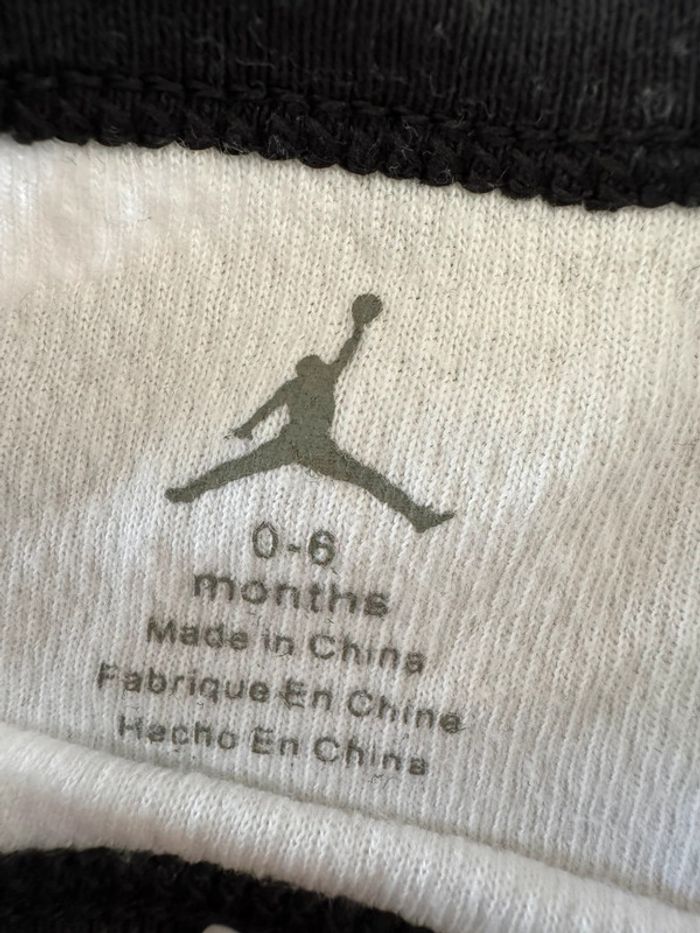 0-6
months
Made in China
Fabrique En Chine
Hecho En China